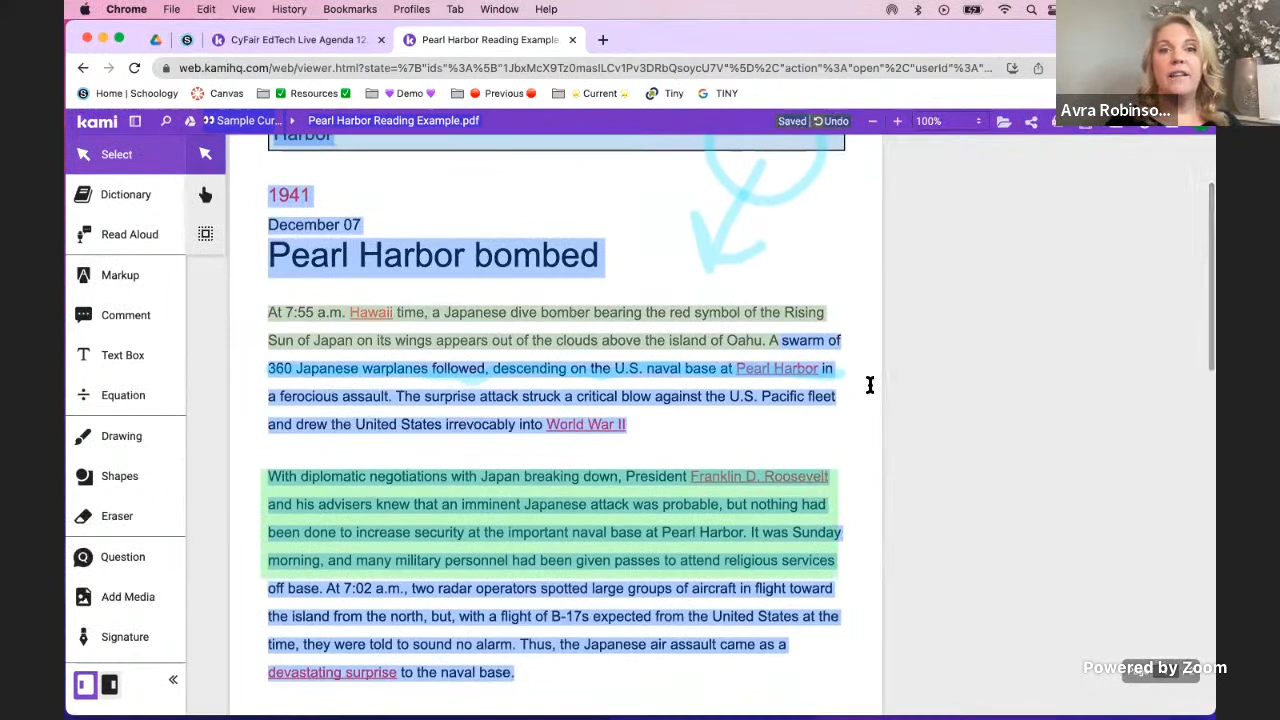 Chrome File Edit View History Bookmarks Profiles Tab Window Help
CyFair EdTech Live Agenda 12. Pearl Harbor Reading Example.
web.kamihq.com/web/viewer.html?state=%7B"ids"%3A%5B"1JbxMcX9Tz0masILCv1Pv3DRbQsoycU7V"%5D%2C"action"%3A"open"%2C"userId"%3A"...
Home | Schoology Canvas Resources Demo Previous Current Tiny TINY
Avra Robinso...
kami Sample Cur... Pearl Harbor Reading Example.pdf Saved Undo 100%
Harbor
Select
Dictionary
Read Aloud
Markup
Comment
Text Box
Equation
Drawing
Shapes
Eraser
Question
Add Media
Signature
1941
December 07
Pearl Harbor bombed
At 7:55 a.m. Hawaii time, a Japanese dive bomber bearing the red symbol of the Rising
Sun of Japan on its wings appears out of the clouds above the island of Oahu. A swarm of
360 Japanese warplanes followed, descending on the U.S. naval base at Pearl Harbor in
a ferocious assault. The surprise attack struck a critical blow against the U.S. Pacific fleet
and drew the United States irrevocably into World War II
With diplomatic negotiations with Japan breaking down, President Franklin D. Roosevelt
and his advisers knew that an imminent Japanese attack was probable, but nothing had
been done to increase security at the important naval base at Pearl Harbor. It was Sunday
morning, and many military personnel had been given passes to attend religious services
off base. At 7:02 a.m., two radar operators spotted large groups of aircraft in flight toward
the island from the north, but, with a flight of B-17s expected from the United States at the
time, they were told to sound no alarm. Thus, the Japanese air assault came as a
devastating surprise to the naval base.
Powered by Zoom